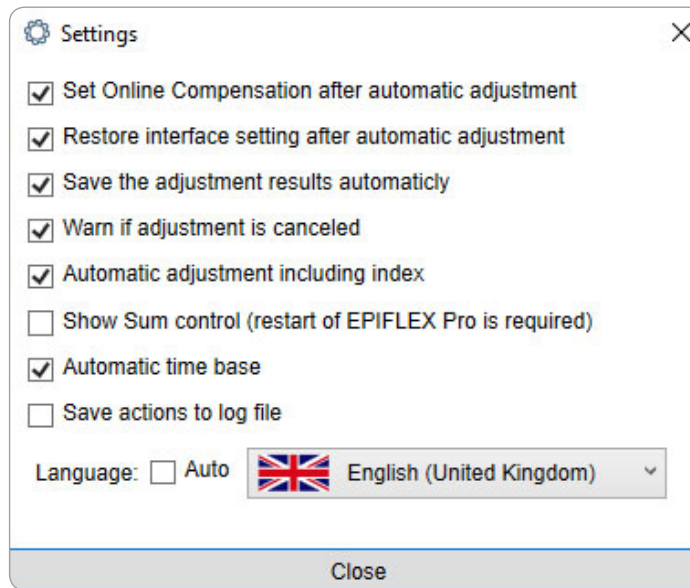 Settings
Set Online Compensation after automatic adjustment
Restore interface setting after automatic adjustment
Save the adjustment results automaticly
Warn if adjustment is canceled
Automatic adjustment including index
Show Sum control (restart of EPIFLEX Pro is required)
Automatic time base
Save actions to log file
Language: Auto English (United Kingdom)
Close